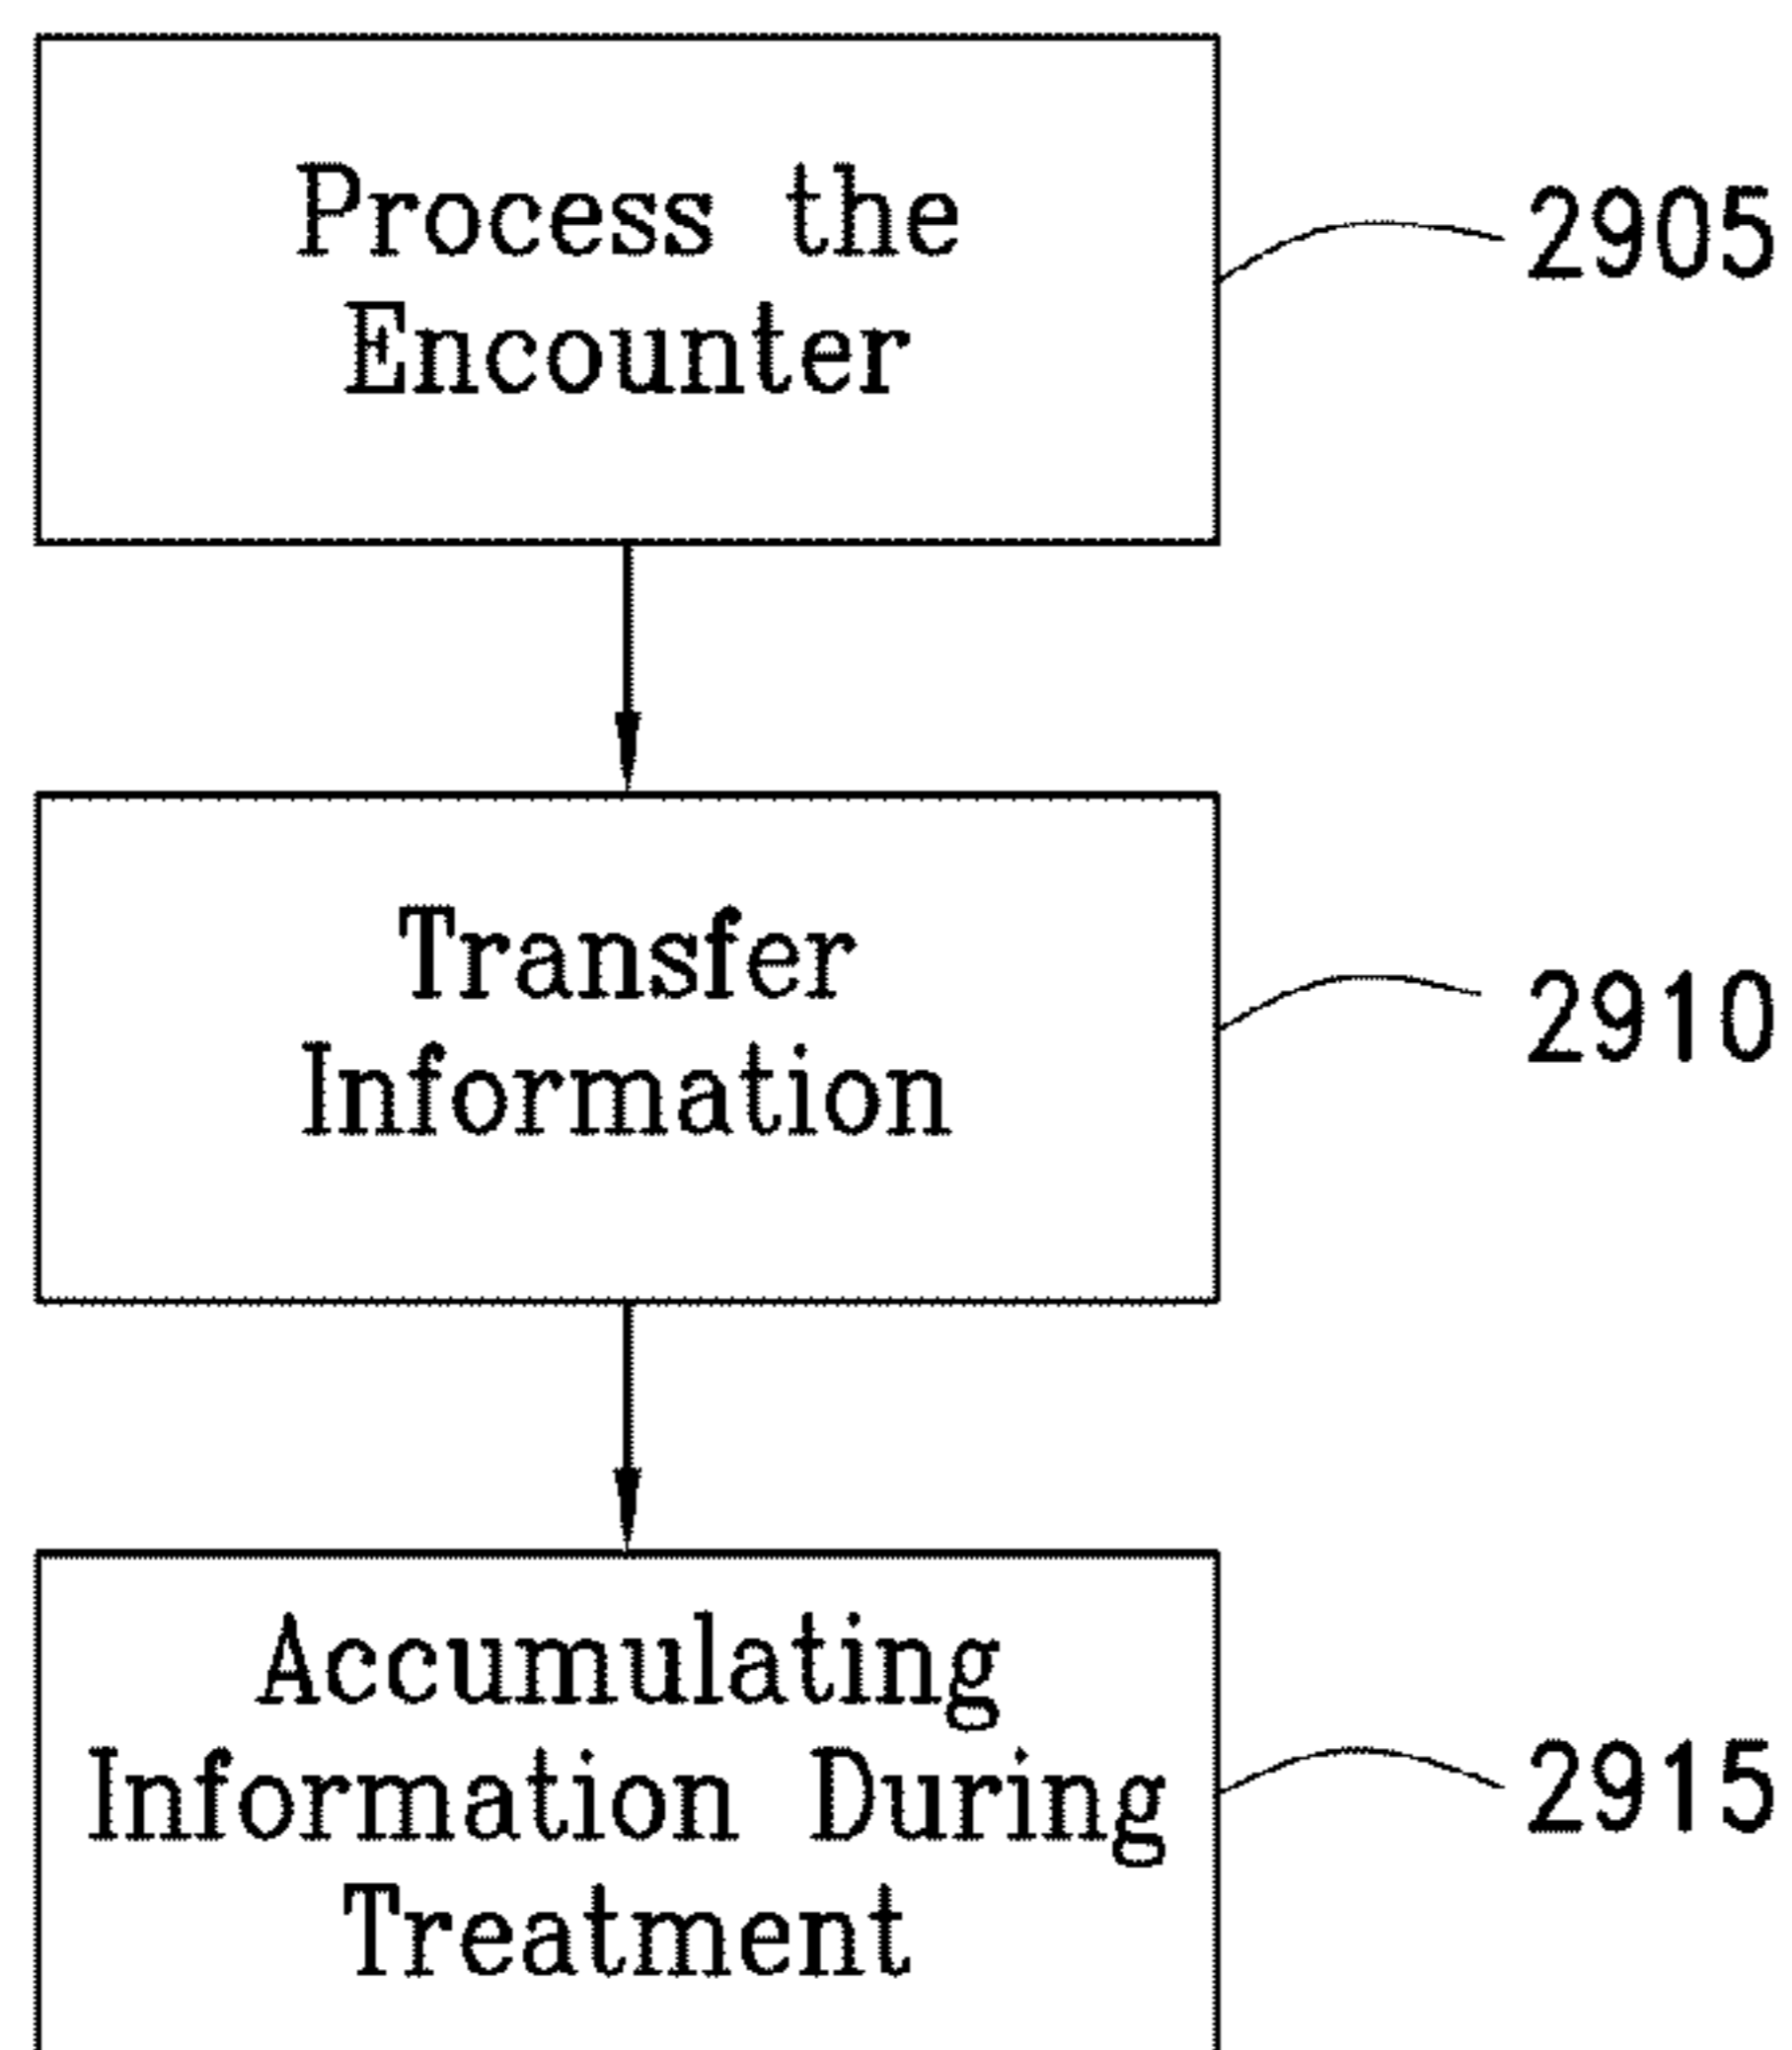 Process the
Encounter
2905
Transfer
Information
2910
Accumulating
Information During
Treatment
2915